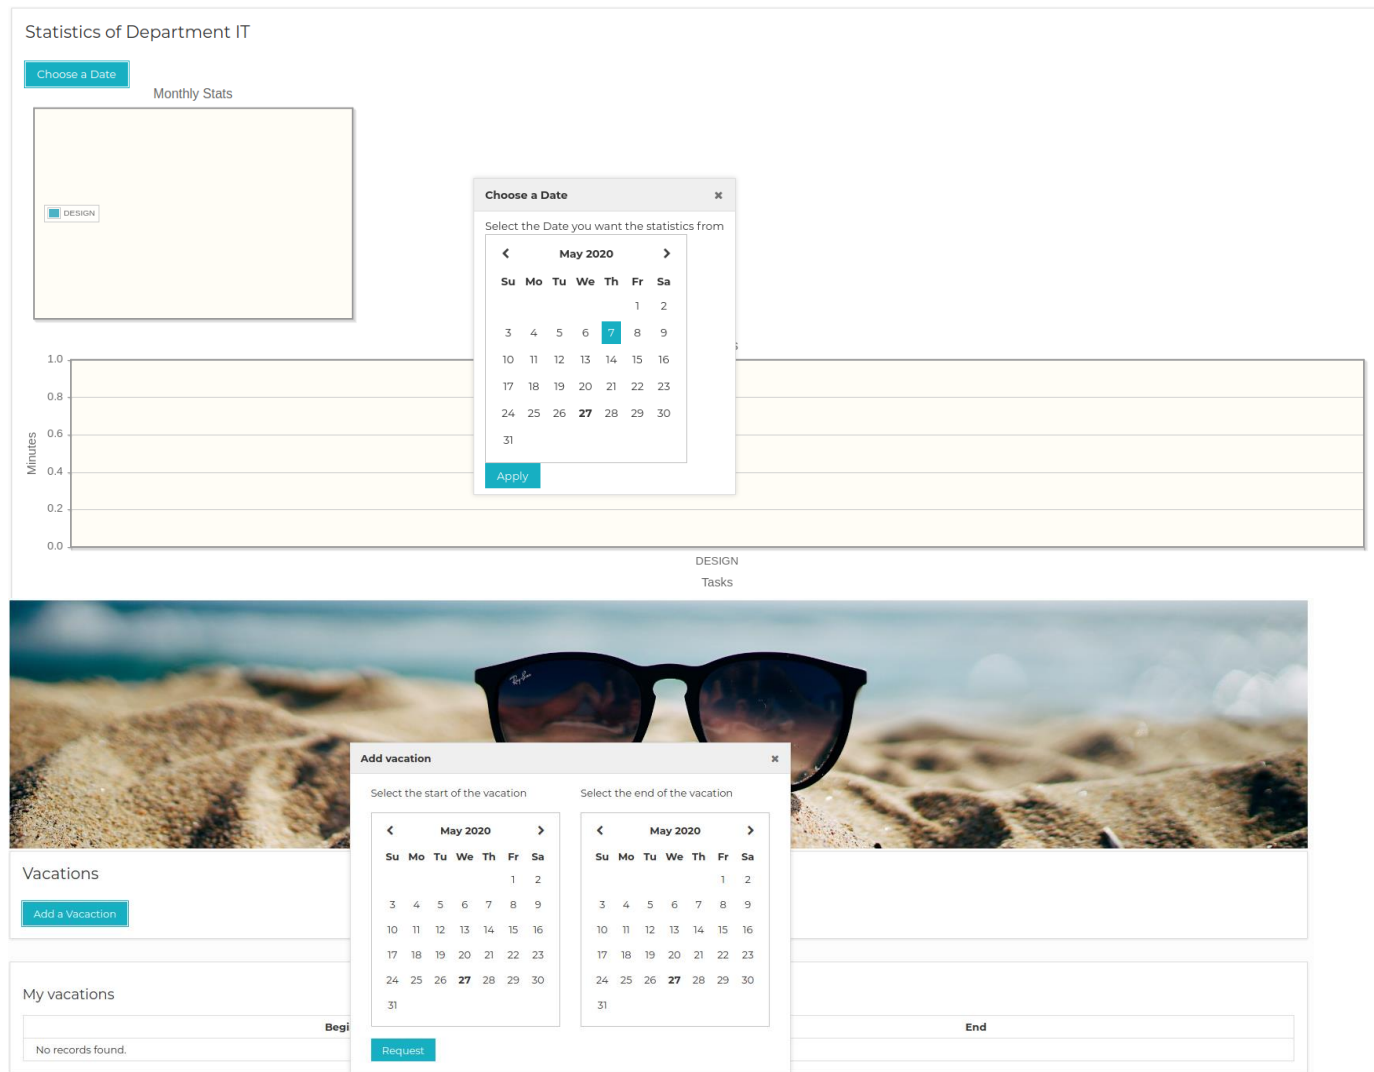 Statistics of Department IT
Choose a Date
Monthly Stats
DESIGN
Choose a Date
Select the Date you want the statistics from
May 2020
Su Mo Tu We Th Fr Sa
1 2
3 4 5 6 7 8 9
10 11 12 13 14 15 16
17 18 19 20 21 22 23
24 25 26 27 28 29 30
31
Apply
1.0
0.8
0.6
0.4
0.2
0.0
Minutes
DESIGN
Tasks
Ray-Ban
Add vacation
Select the start of the vacation
May 2020
Su Mo Tu We Th Fr Sa
1 2
3 4 5 6 7 8 9
10 11 12 13 14 15 16
17 18 19 20 21 22 23
24 25 26 27 28 29 30
31
Select the end of the vacation
May 2020
Su Mo Tu We Th Fr Sa
1 2
3 4 5 6 7 8 9
10 11 12 13 14 15 16
17 18 19 20 21 22 23
24 25 26 27 28 29 30
31
Request
Vacations
Add a Vacaction
My vacations
Begi End
No records found.